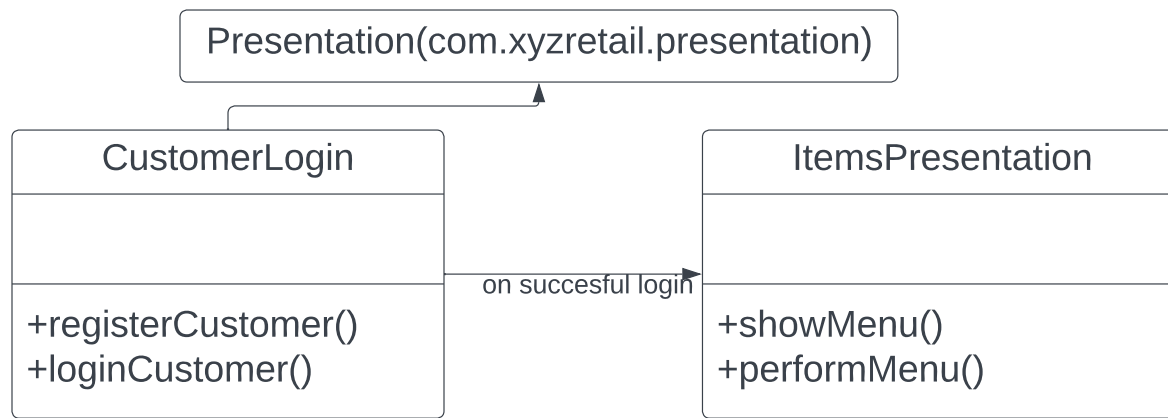 Presentation(com.xyzretail.presentation)
CustomerLogin
+registerCustomer()
+loginCustomer()
on succesful login
ItemsPresentation
+showMenu()
+performMenu()